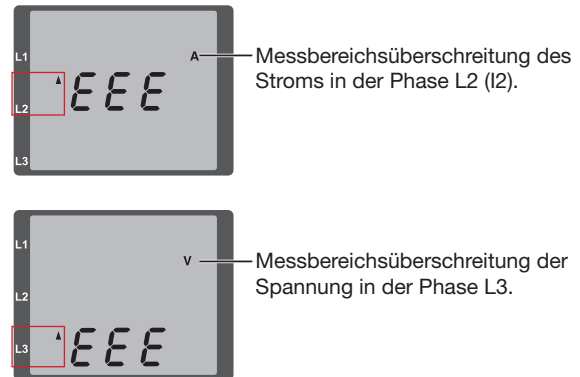 L1
A
Messbereichsüberschreitung des
Stroms in der Phase L2 (I2).
EEE
L2
L3
L1
V
Messbereichsüberschreitung der
Spannung in der Phase L3.
L2
L3
EEE